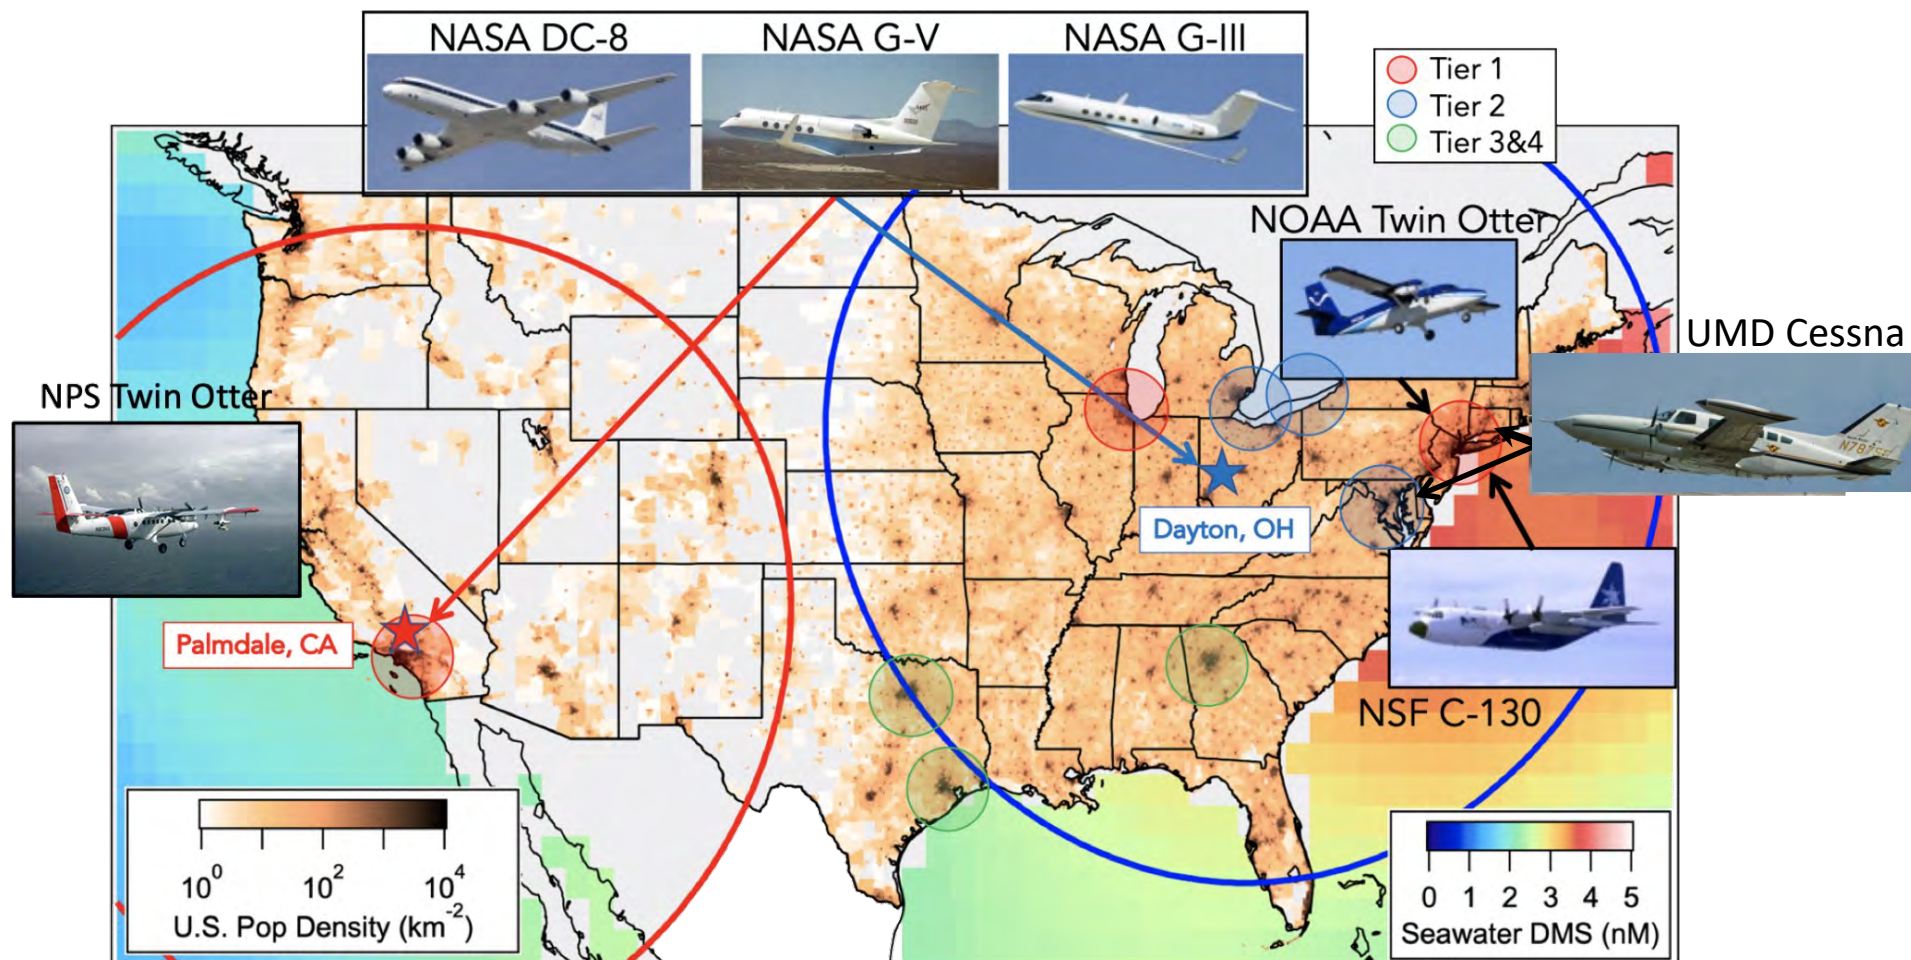 NASA DC-8
NASA G-V
NASA G-III
Tier 1
Tier 2
Tier 3&4
NOAA Twin Otter
UMD Cessna
NPS Twin Otter
Dayton, OH
Palmdale, CA
NSF C-130
10^0 10^2 10^4
U.S. Pop Density (km^-2)
0 1 2 3 4 5
Seawater DMS (nM)